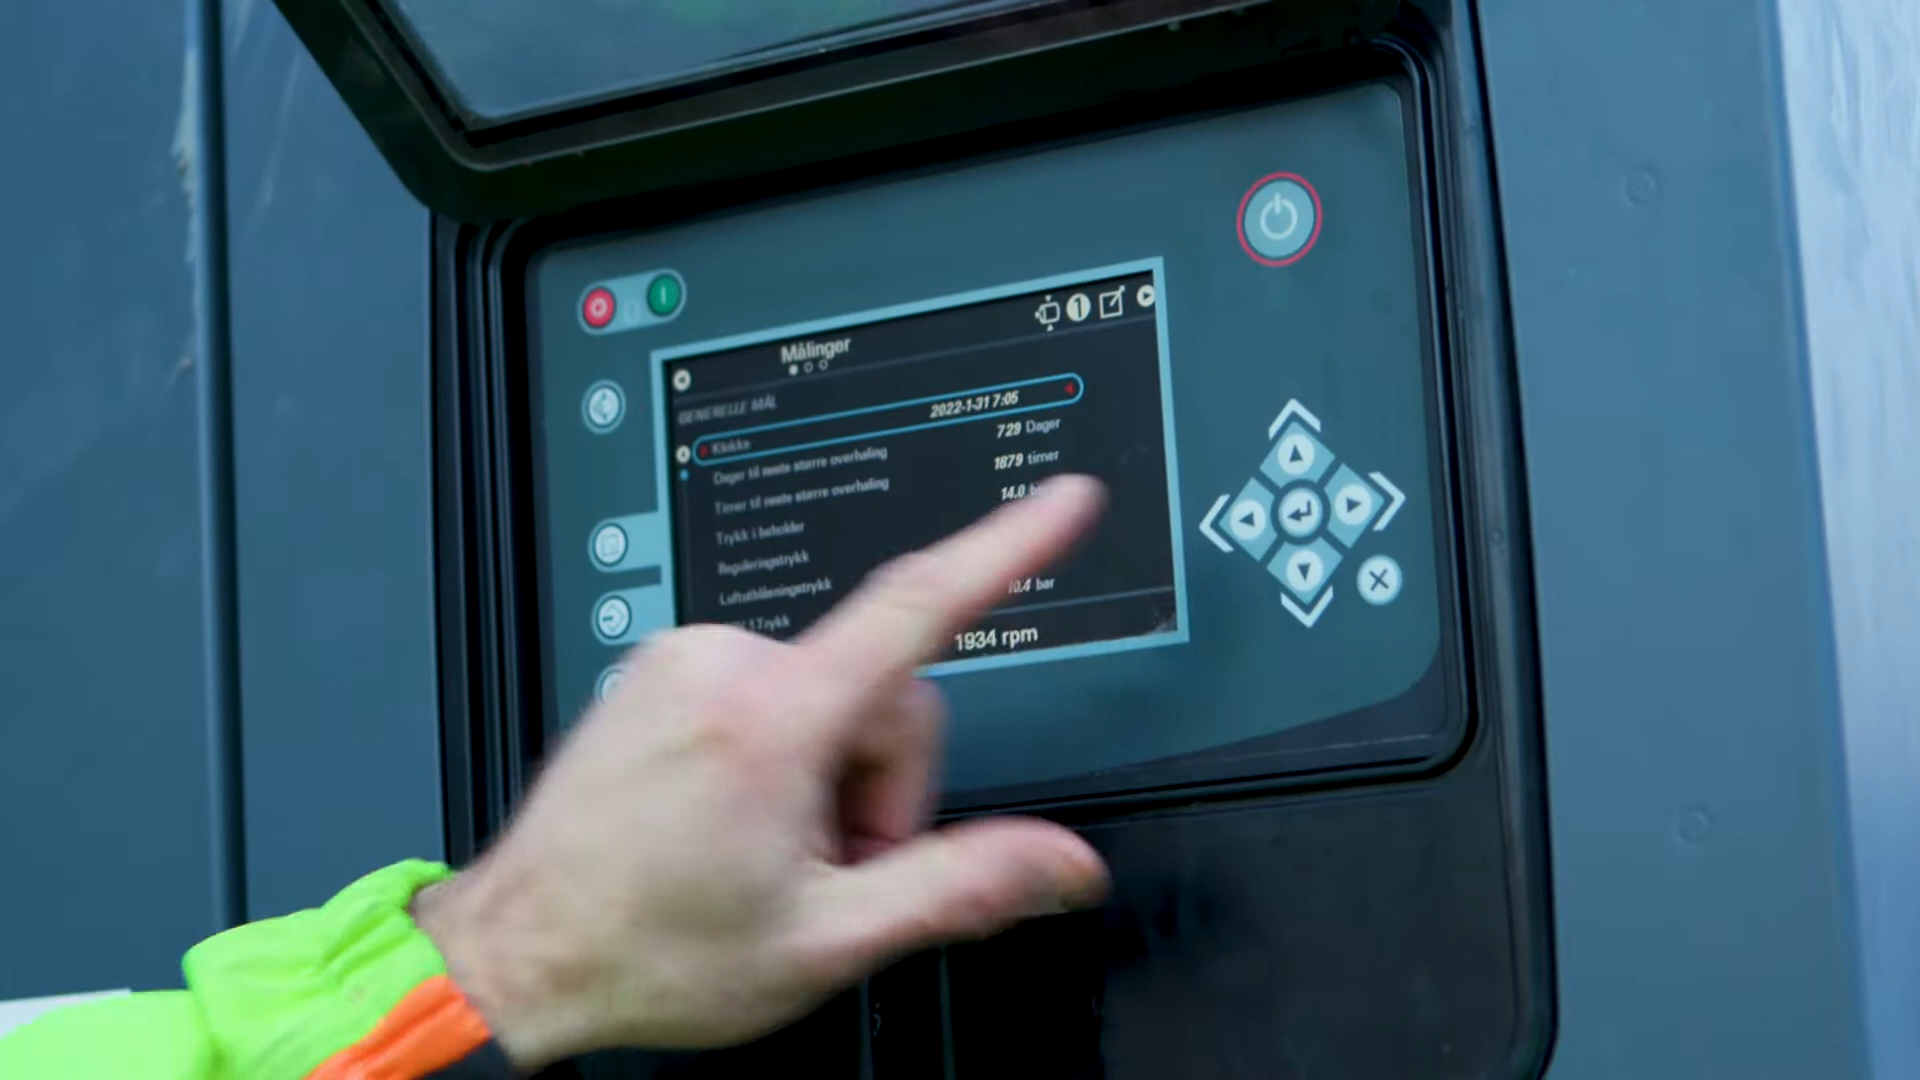 Målinger
GENERELLE MÅL
Klokke 2022-1-31 7:05
Dager til neste større overhaling 729 Dager
Timer til neste større overhaling 1879 timer
Trykk i beholder 14.0
Reguleringstrykk
Luftutblåsningstrykk
Trykk 10.4 bar
1934 rpm